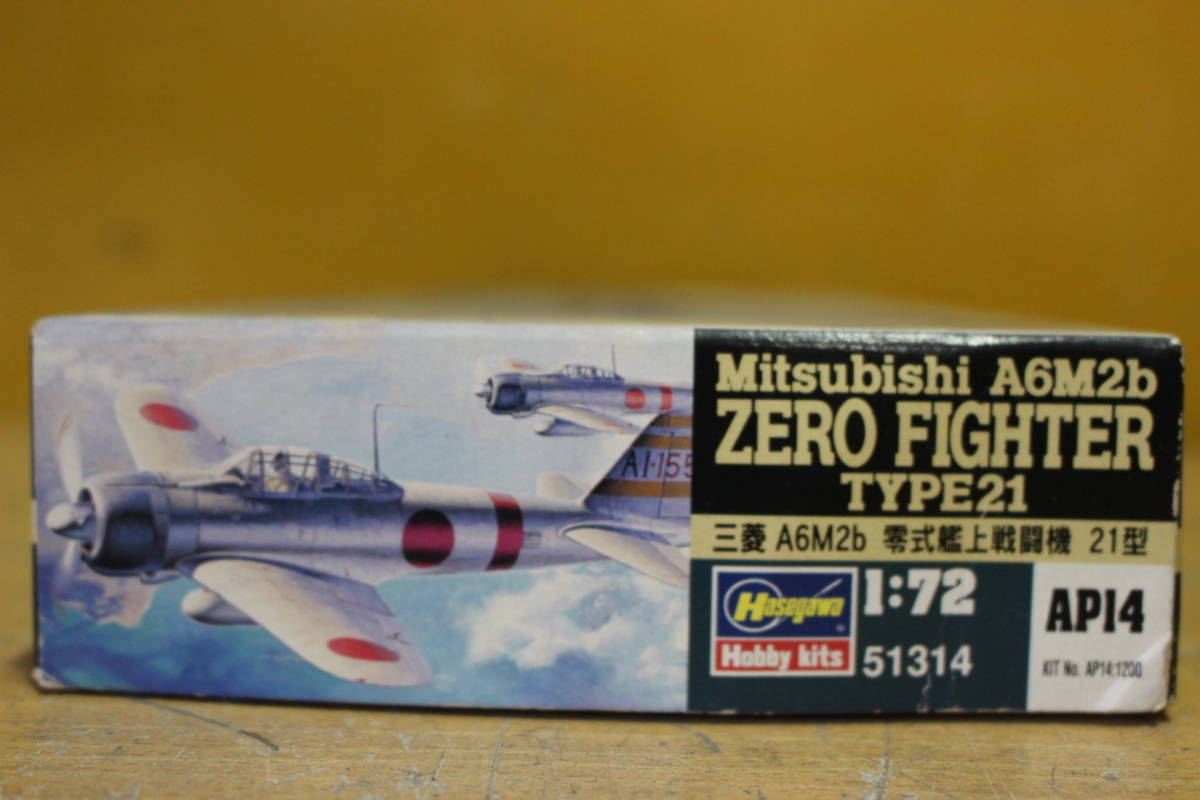 AI-155
Mitsubishi A6M2b
ZERO FIGHTER
TYPE21
三菱 A6M2b 零式艦上戦闘機 21型
Hasegawa
Hobby kits
1:72
51314
AP14
KIT No. AP14:1200